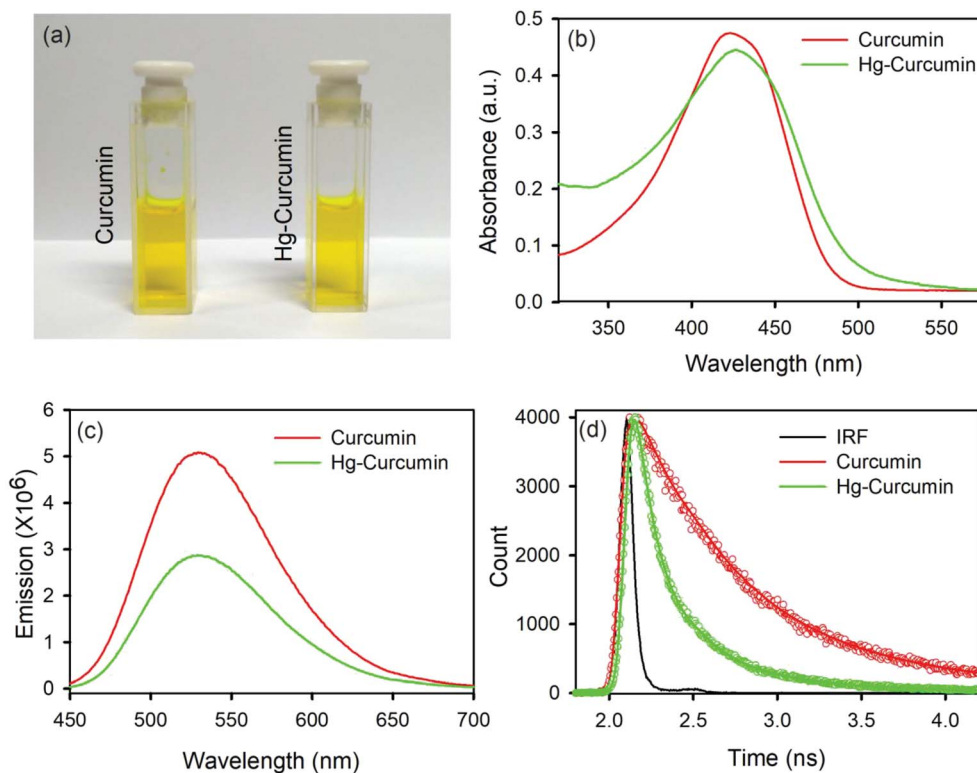 (a)
Curcumin
Hg-Curcumin
(b)
Curcumin
Hg-Curcumin
Absorbance (a.u.)
0.5
0.4
0.3
0.2
0.1
0.0
350 400 450 500 550
Wavelength (nm)
(c)
Curcumin
Hg-Curcumin
Emission (X10⁶)
6
5
4
3
2
1
0
450 500 550 600 650 700
Wavelength (nm)
(d)
IRF
Curcumin
Hg-Curcumin
Count
4000
3000
2000
1000
0
2.0 2.5 3.0 3.5 4.0
Time (ns)